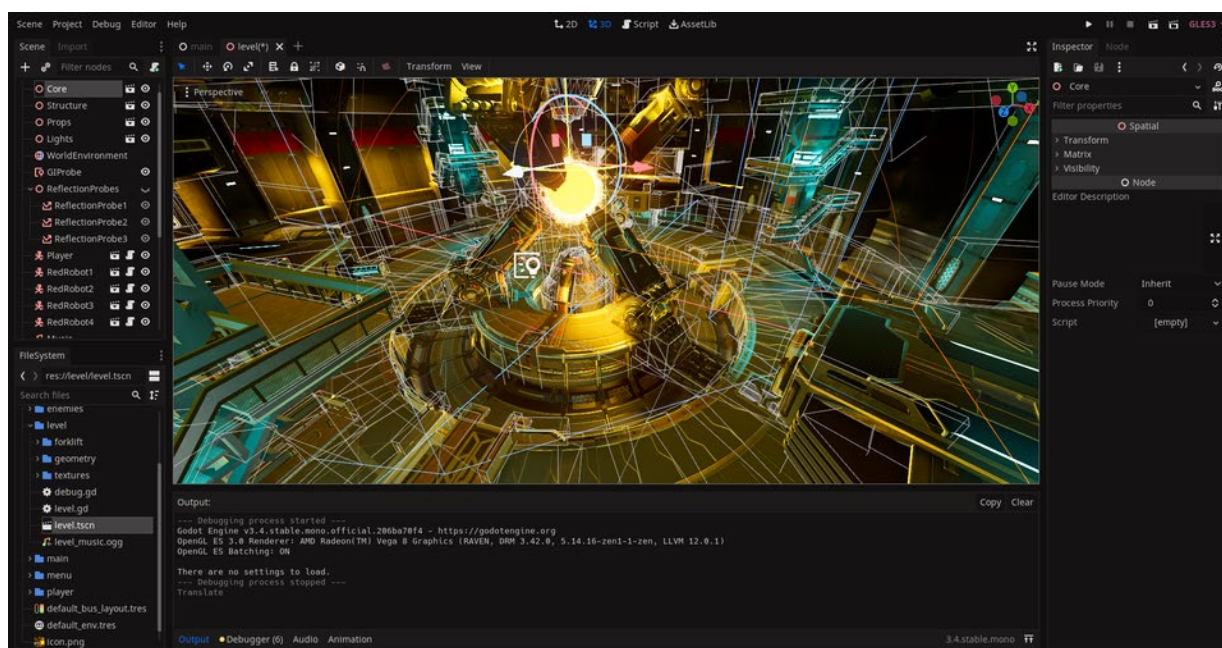 Scene Project Debug Editor Help
2D 3D Script AssetLib
GLES3
Scene Import
main level(*)
Inspector Node
Filter nodes
Transform View
Core
Perspective
Core
Structure
Filter properties
Props
Spatial
Lights
Transform
WorldEnvironment
Matrix
GIProbe
Visibility
ReflectionProbes
Node
ReflectionProbe1
Editor Description
ReflectionProbe2
ReflectionProbe3
Player
RedRobot1
RedRobot2
Pause Mode Inherit
RedRobot3
Process Priority 0
RedRobot4
Script [empty]
Music
FileSystem
res://level/level.tscn
Search files
enemies
level
forklift
geometry
textures
debug.gd
level.gd
level.tscn
level_music.ogg
main
menu
player
default_bus_layout.tres
default_env.tres
icon.png
Output:
Copy Clear
--- Debugging process started ---
Godot Engine v3.4.stable.mono.official.206ba70f4 - https://godotengine.org
OpenGL ES 3.0 Renderer: AMD Radeon(TM) Vega 8 Graphics (RAVEN, DRM 3.42.0, 5.14.16-zen1-1-zen, LLVM 12.0.1)
OpenGL ES Batching: ON
There are no settings to load.
--- Debugging process stopped ---
Translate
Output Debugger (6) Audio Animation
3.4.stable.mono